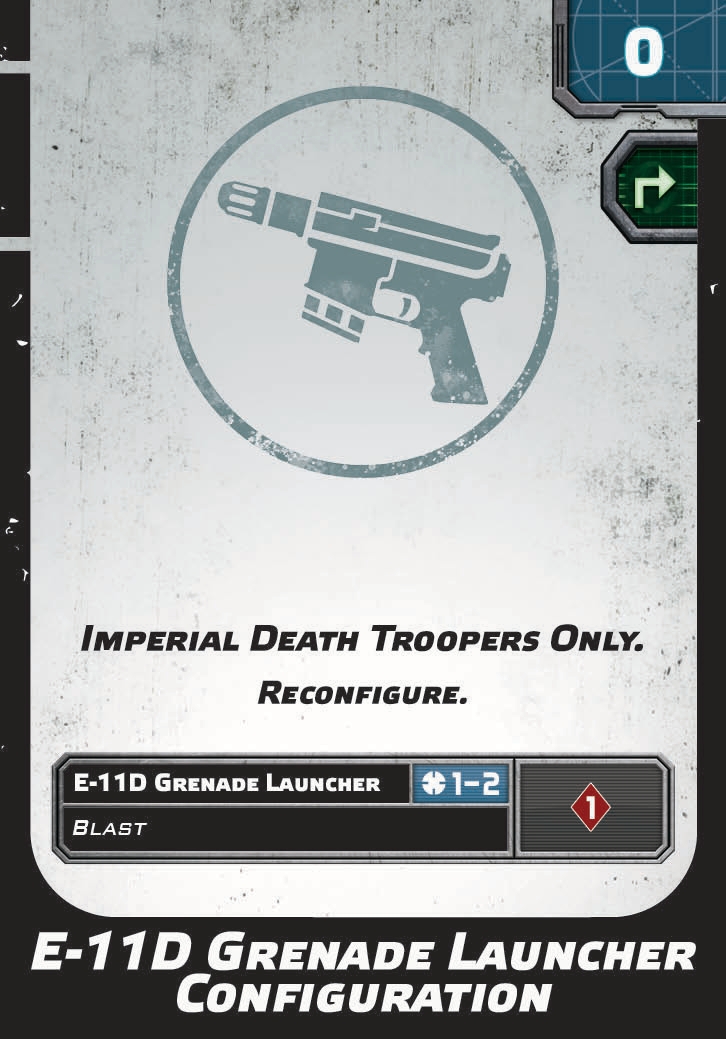 0
Imperial Death Troopers Only.
Reconfigure.
E-11D Grenade Launcher 1–2
1
Blast
E-11D Grenade Launcher
Configuration